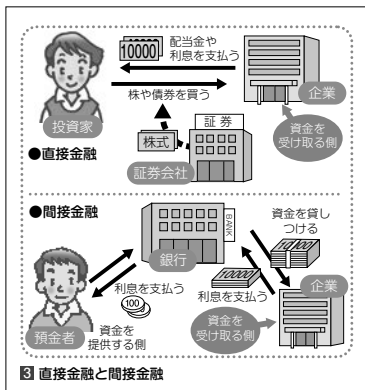 10000
配当金や
利息を支払う
株や債券を買う
企業
投資家
証券
株式
証券会社
資金を
受け取る側
●直接金融
●間接金融
BANK
銀行
資金を貸し
つける
10000
利息を支払う
100
10000
利息を支払う
企業
預金者
資金を
提供する側
資金を
受け取る側
3 直接金融と間接金融